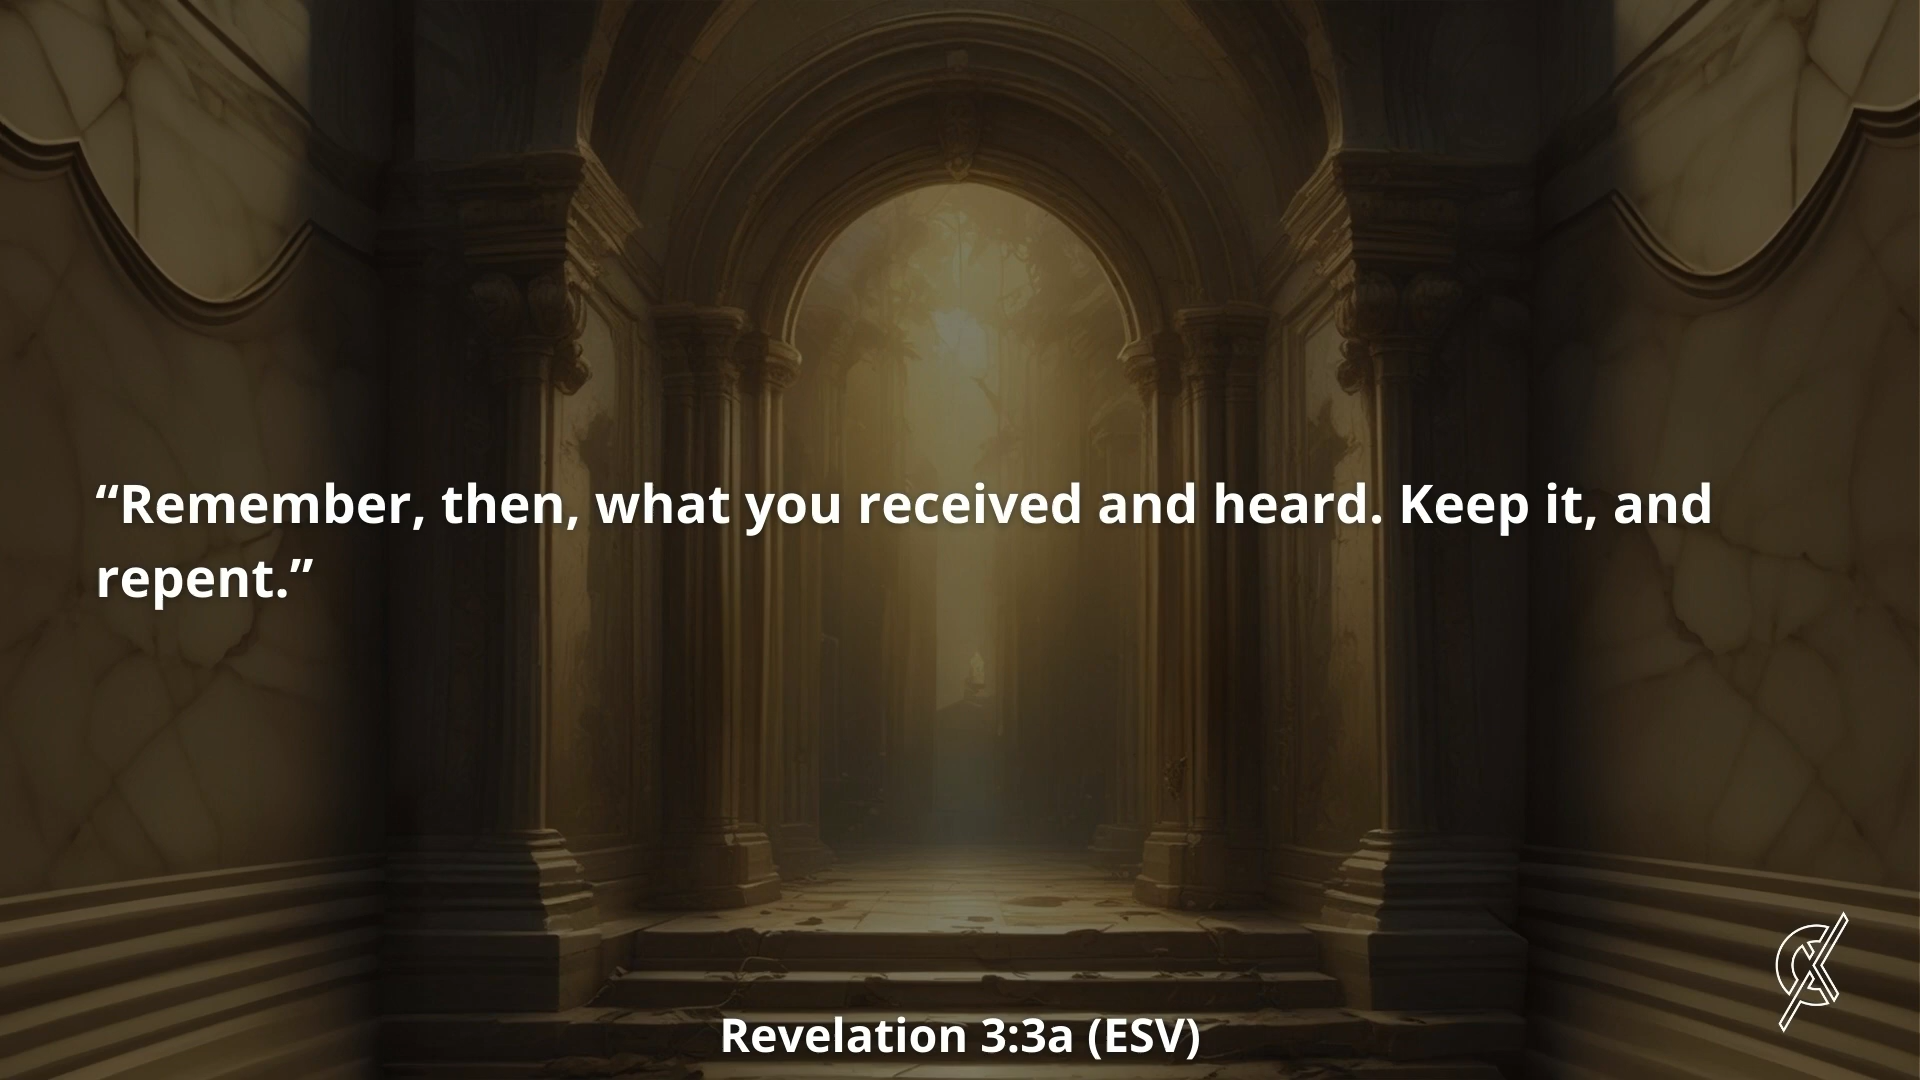 “Remember, then, what you received and heard. Keep it, and
repent.”
Revelation 3:3a (ESV)